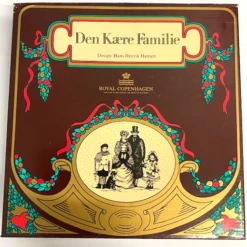 Den Kære Familie
Design: Hans Henrik Hansen
ROYAL COPENHAGEN